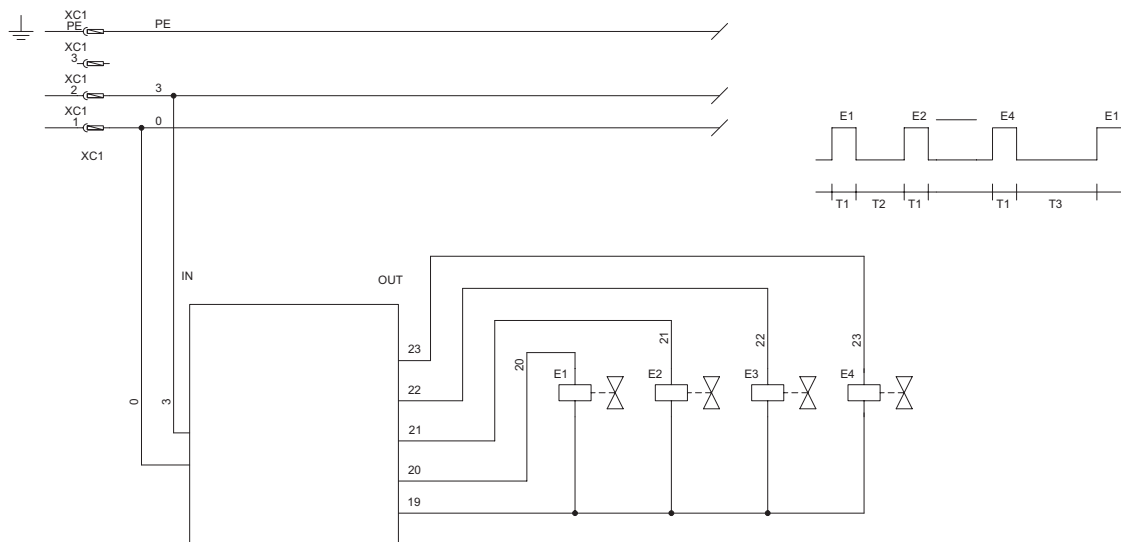 XC1
PE PE
XC1
3
XC1
2 3
XC1
1 0
XC1
E1 E2 E4 E1
T1 T2 T1 T1 T3
IN OUT
23
22
21
20
19
20 21 22 23
E1 E2 E3 E4
0 3